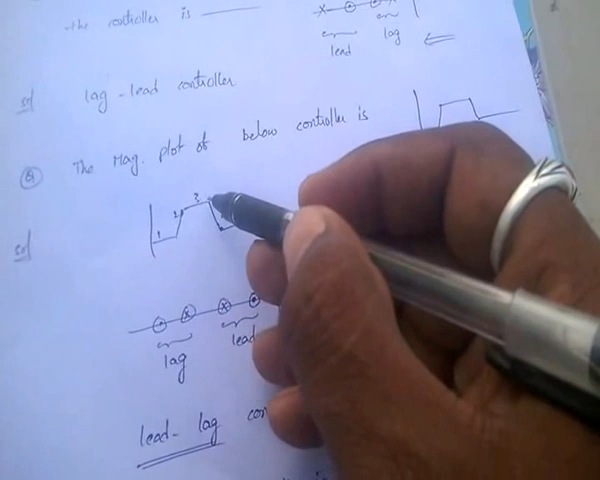 the controller is
lead
lag
Sol
lag-lead controller
Q
The Mag. plot of below controller is
1
2
3
Sol
lag
lead
lead-lag